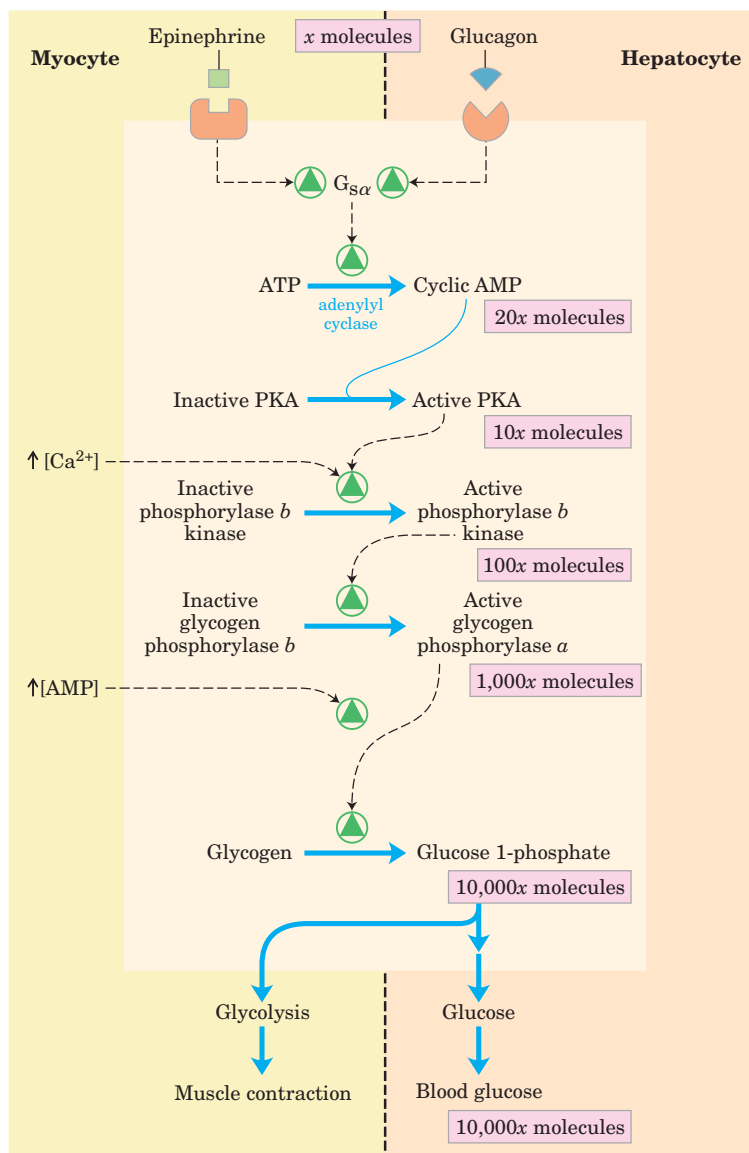 Epinephrine
x molecules
Glucagon
Myocyte
Hepatocyte
Gsα
ATP
Cyclic AMP
adenylyl
cyclase
20x molecules
Inactive PKA
Active PKA
10x molecules
↑ [Ca2+]
Inactive
phosphorylase b
kinase
Active
phosphorylase b
kinase
100x molecules
Inactive
glycogen
phosphorylase b
Active
glycogen
phosphorylase a
1,000x molecules
↑[AMP]
Glycogen
Glucose 1-phosphate
10,000x molecules
Glycolysis
Glucose
Muscle contraction
Blood glucose
10,000x molecules